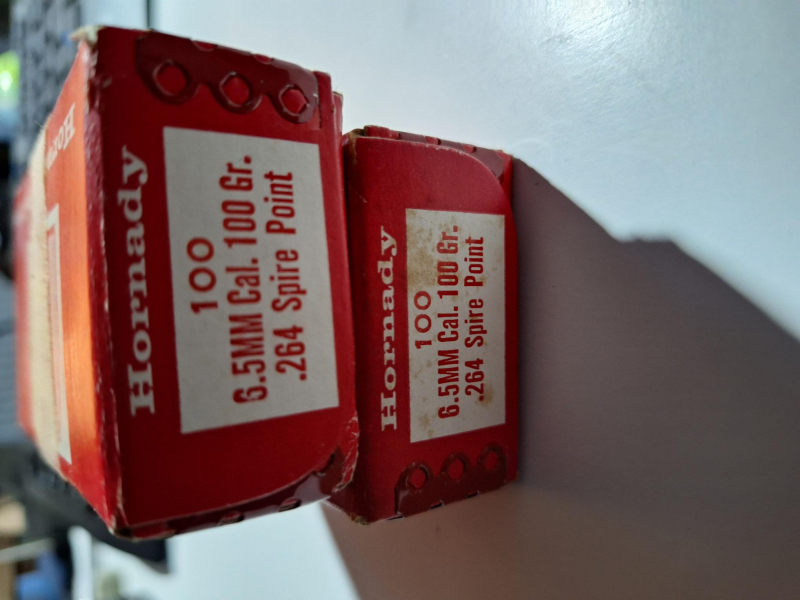 Hornady
100
6.5MM Cal. 100 Gr.
.264 Spire Point
Hornady
100
6.5MM Cal. 100 Gr.
.264 Spire Point